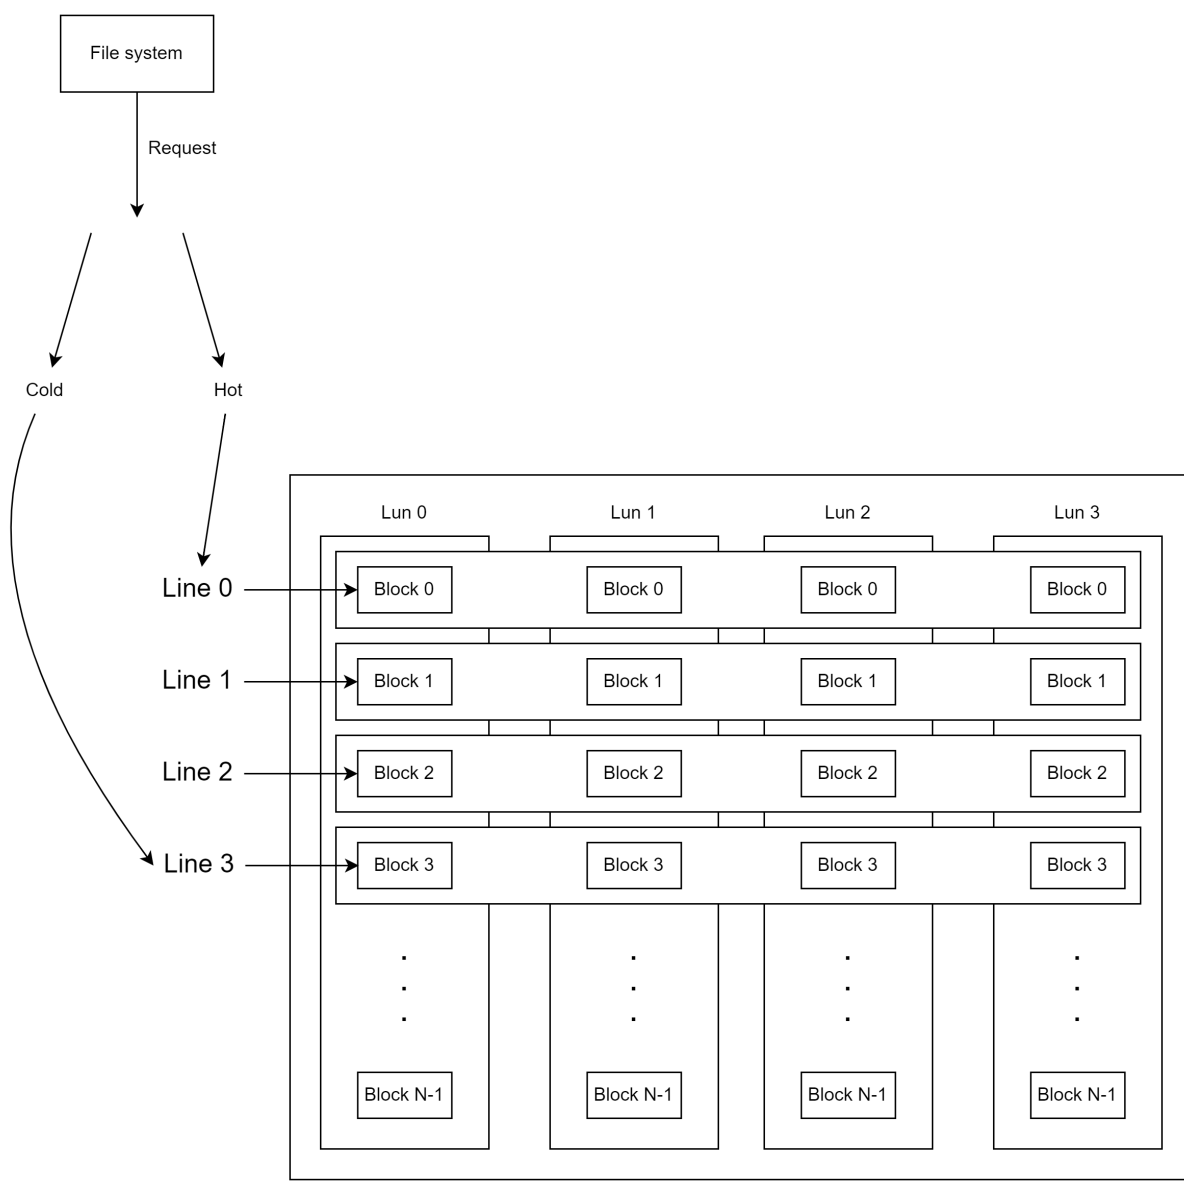 File system
Request
Cold
Hot
Lun 0
Lun 1
Lun 2
Lun 3
Line 0
Block 0
Block 0
Block 0
Block 0
Line 1
Block 1
Block 1
Block 1
Block 1
Line 2
Block 2
Block 2
Block 2
Block 2
Line 3
Block 3
Block 3
Block 3
Block 3
.
.
.
.
.
.
.
.
.
.
.
.
Block N-1
Block N-1
Block N-1
Block N-1